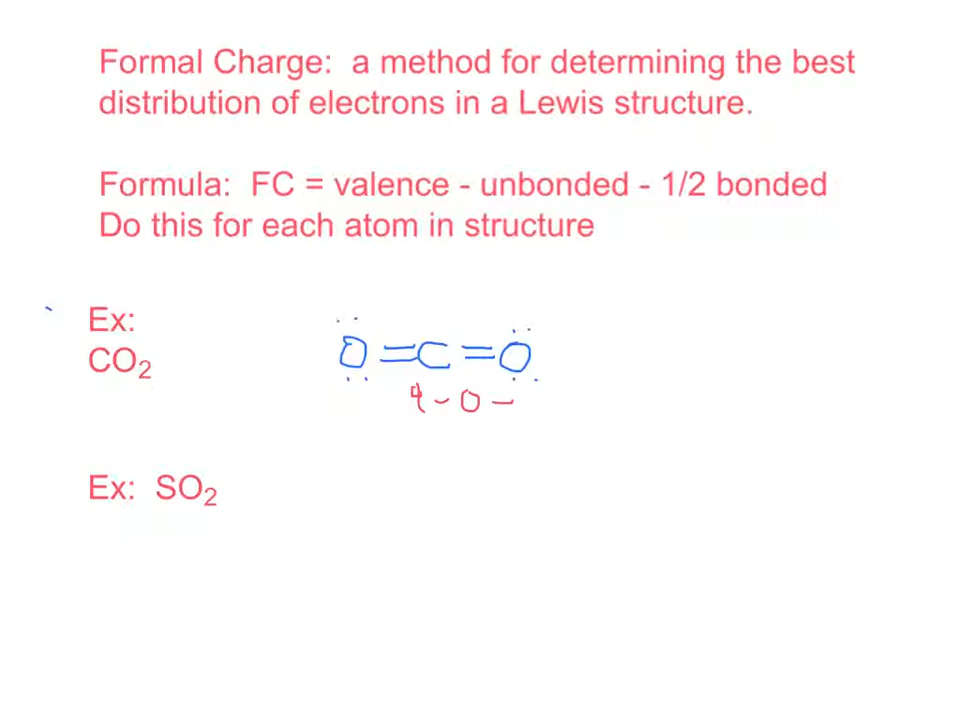 Formal Charge:  a method for determining the best
distribution of electrons in a Lewis structure.
Formula:  FC = valence - unbonded - 1/2 bonded
Do this for each atom in structure
Ex:
CO₂
O=C=O
4-0-
Ex:  SO₂